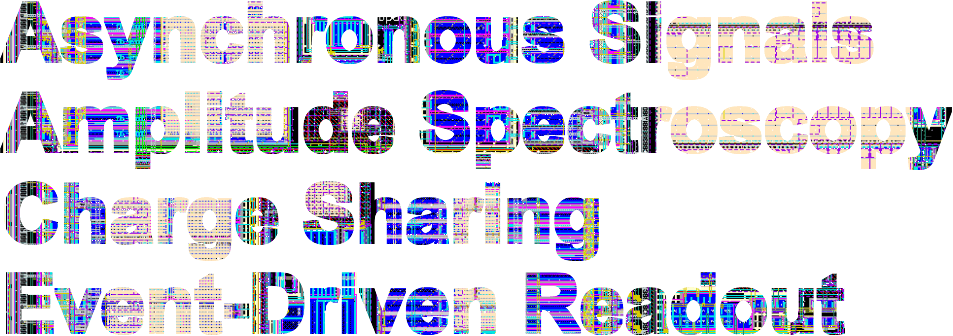 Asynchronous Signals
Amplitude Spectroscopy
Charge Sharing
Event-Driven Readout